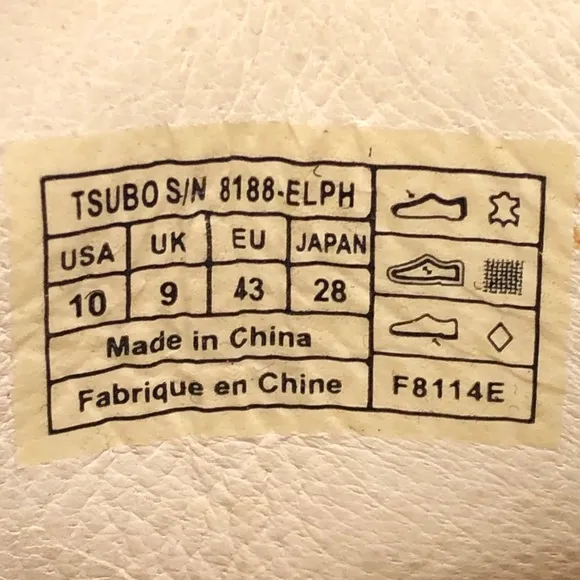 TSUBO S/N 8188-ELPH
USA UK EU JAPAN
10 9 43 28
Made in China
Fabrique en Chine
F8114E